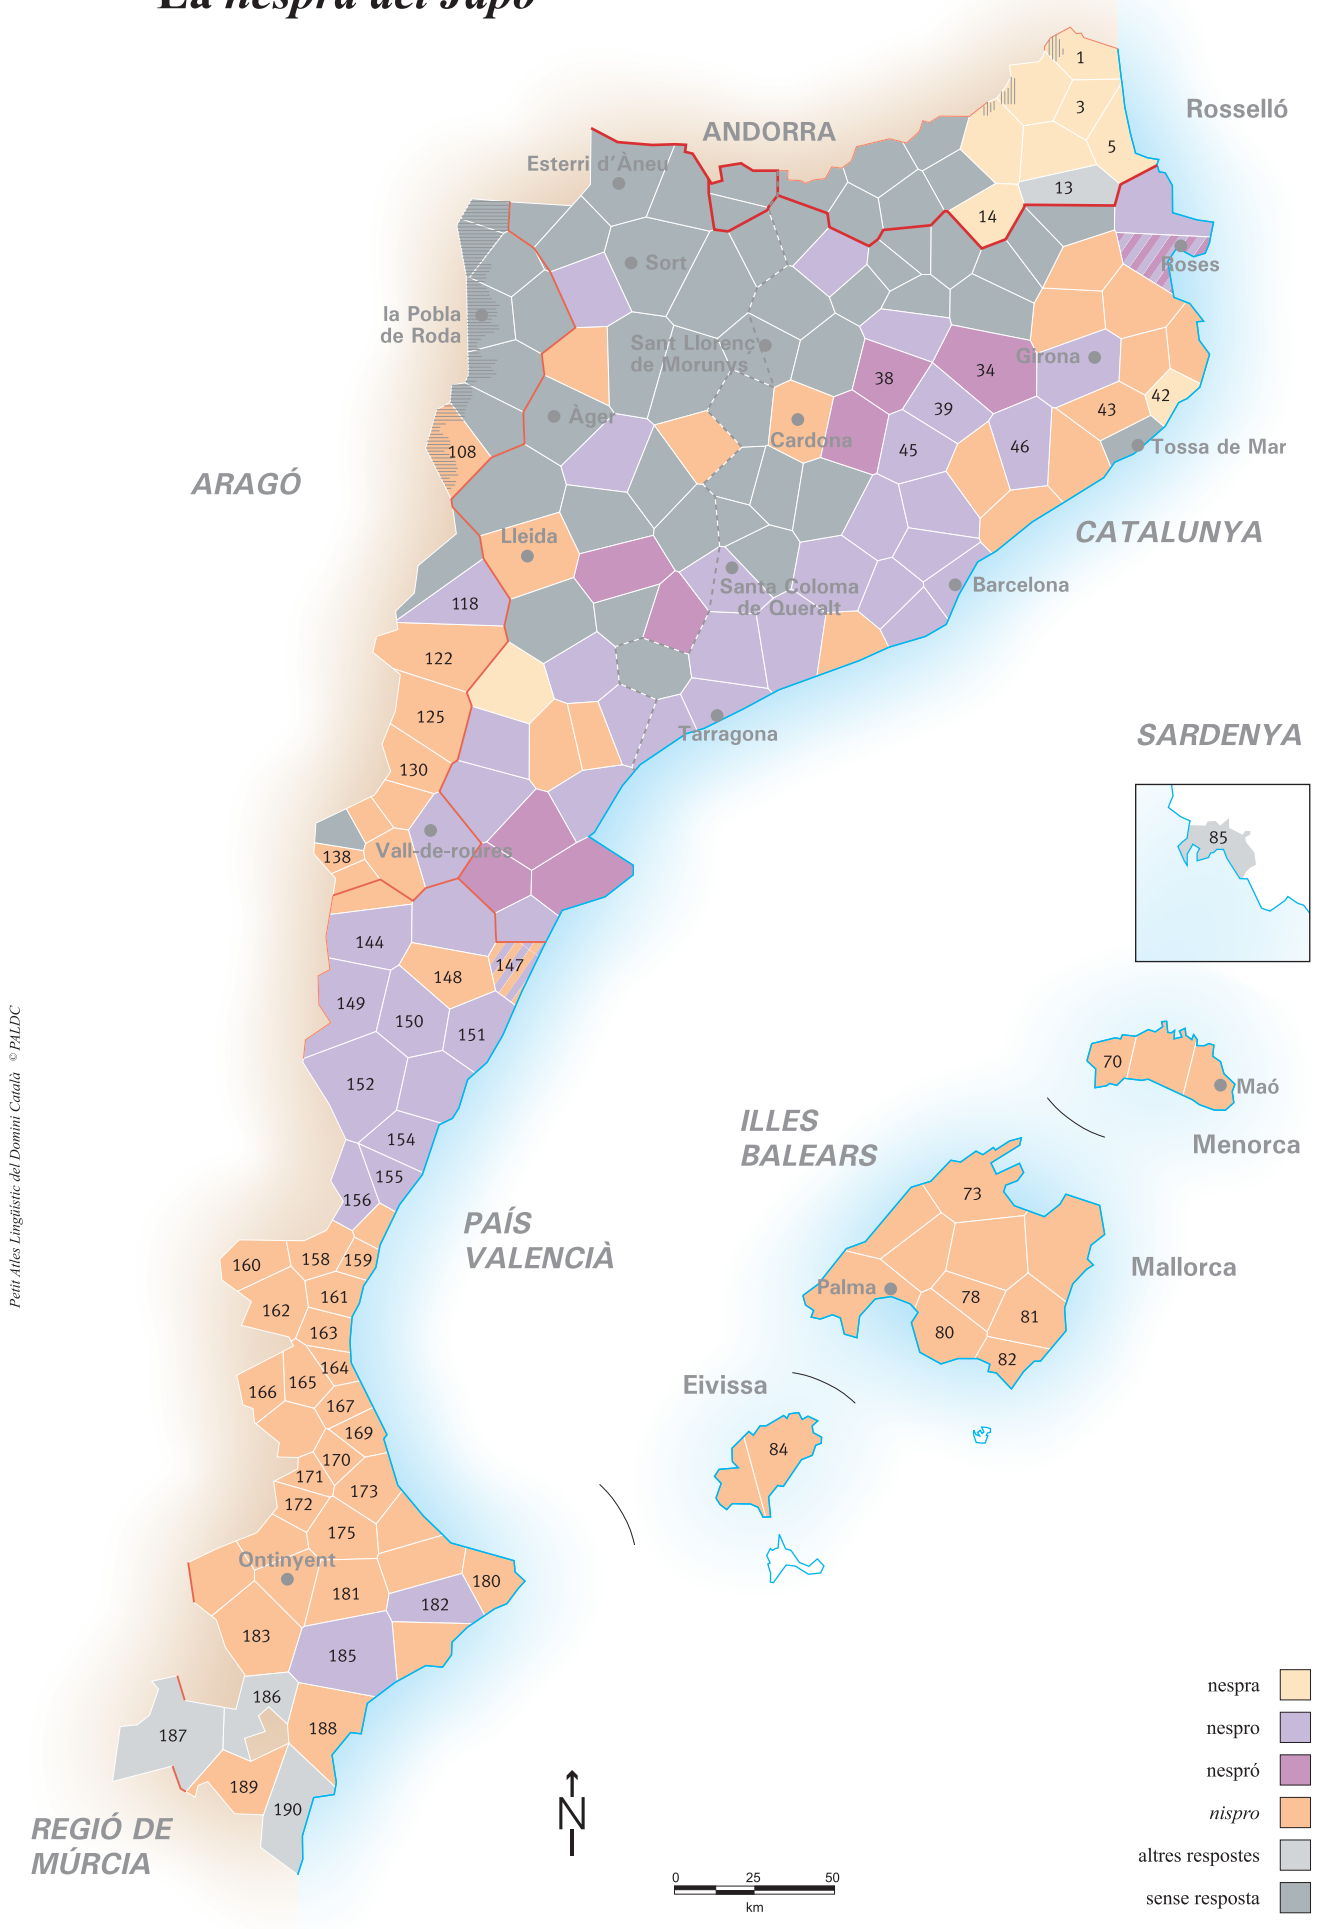 La nespra del Japó
1
3
Rosselló
ANDORRA
5
Esterri d'Àneu
13
14
Sort
Roses
la Pobla
de Roda
Sant Llorenç
de Morunys
Girona
38
34
42
39
43
Àger
Cardona
108
45
46
Tossa de Mar
ARAGÓ
Lleida
CATALUNYA
118
Santa Coloma
de Queralt
Barcelona
122
125
Tarragona
SARDENYA
130
85
Vall-de-roures
138
144
147
148
149
150
151
152
154
155
156
70
Maó
Menorca
ILLES
BALEARS
73
PAÍS
VALENCIÀ
Mallorca
Palma
78
80
81
82
Eivissa
84
158
159
160
161
162
163
164
165
166
167
169
170
171
172
173
175
Ontinyent
180
181
182
183
185
186
187
188
189
190
REGIÓ DE
MÚRCIA
Petit Atles Lingüístic del Domini Català © PALDC
N
0 25 50
km
nespra
nespro
nespró
nispro
altres respostes
sense resposta